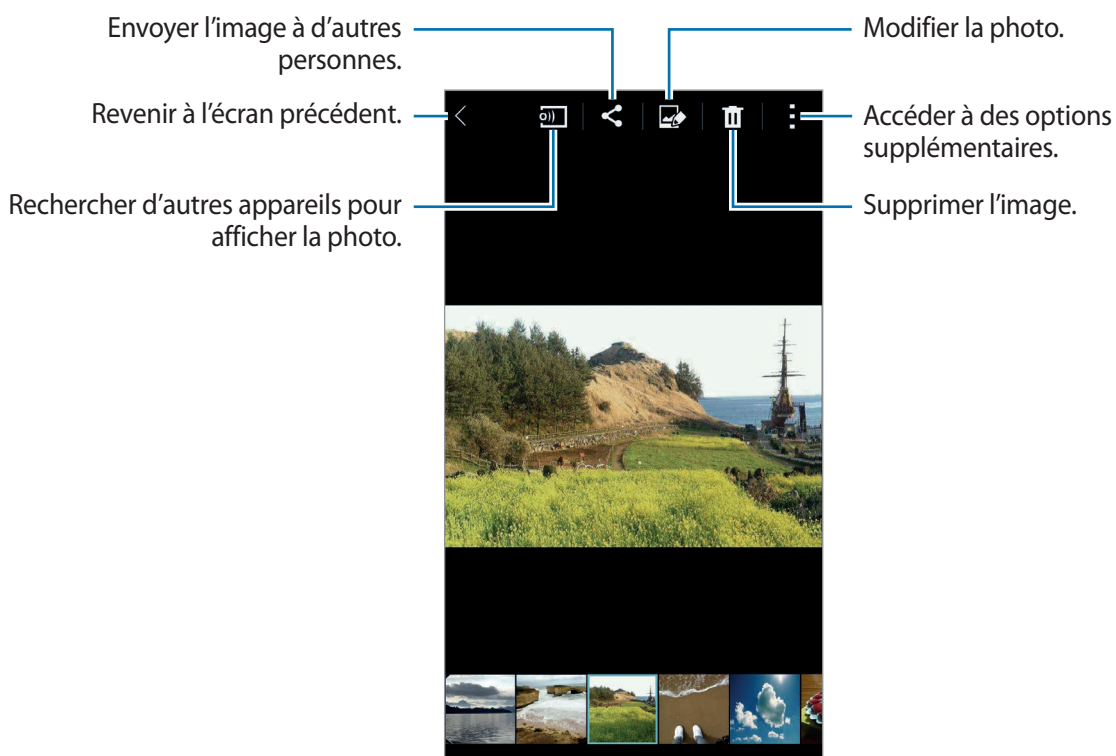 Envoyer l’image à d’autres
personnes.
Revenir à l’écran précédent.
Rechercher d’autres appareils pour
afficher la photo.
Modifier la photo.
Accéder à des options
supplémentaires.
Supprimer l’image.